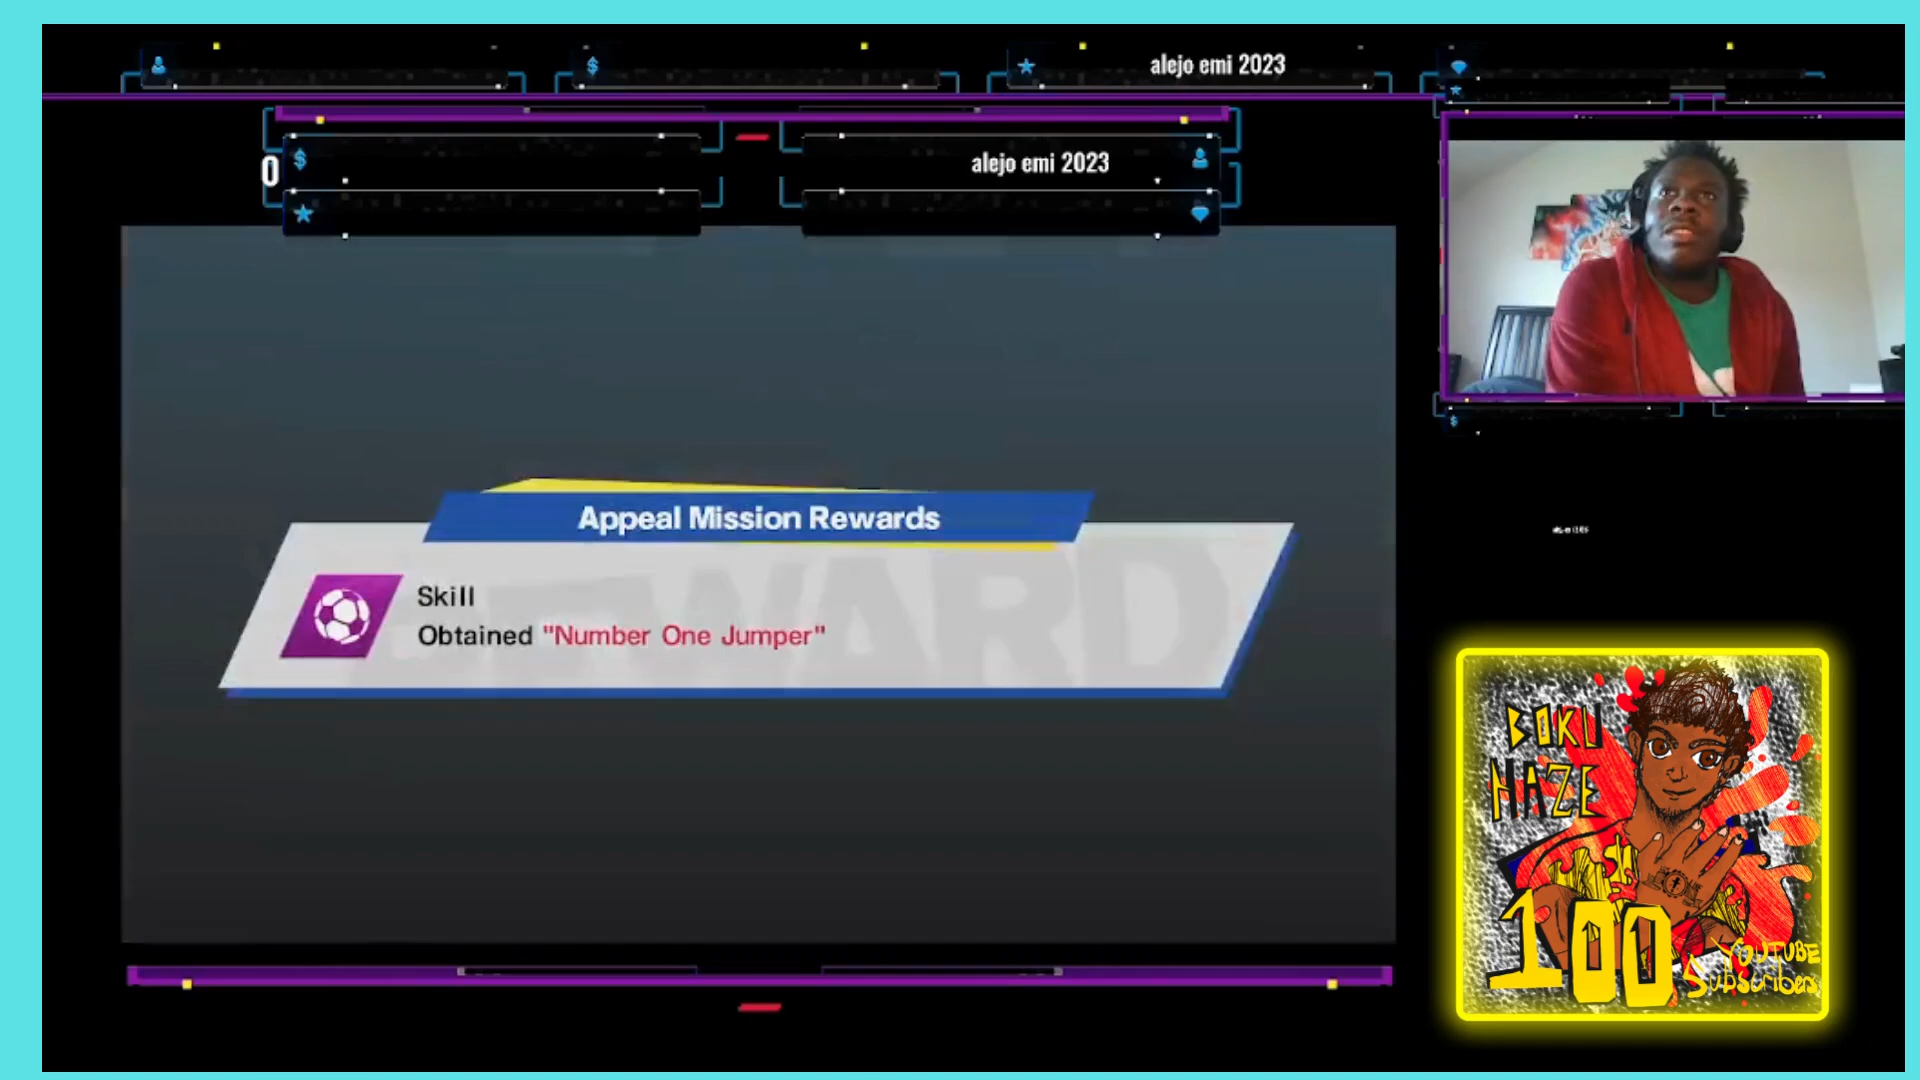 alejo emi 2023
0
alejo emi 2023
Appeal Mission Rewards
Skill
Obtained "Number One Jumper"
BOKU
HAZE
100
YOUTUBE
Subscribers